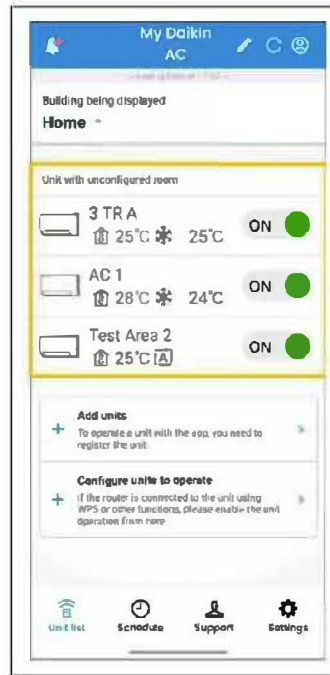 My Daikin
AC
Building being displayed
Home
Unit with unconfigured room
3 TR A
25°C 25°C
ON
AC 1
28°C 24°C
ON
Test Area 2
25°C A
ON
Add units
To operate a unit with the app, you need to
register the unit
Configure units to operate
If the router is connected to the unit using
WPS or other functions, please enable the unit
operation from here
Unit list Schedule Support Settings